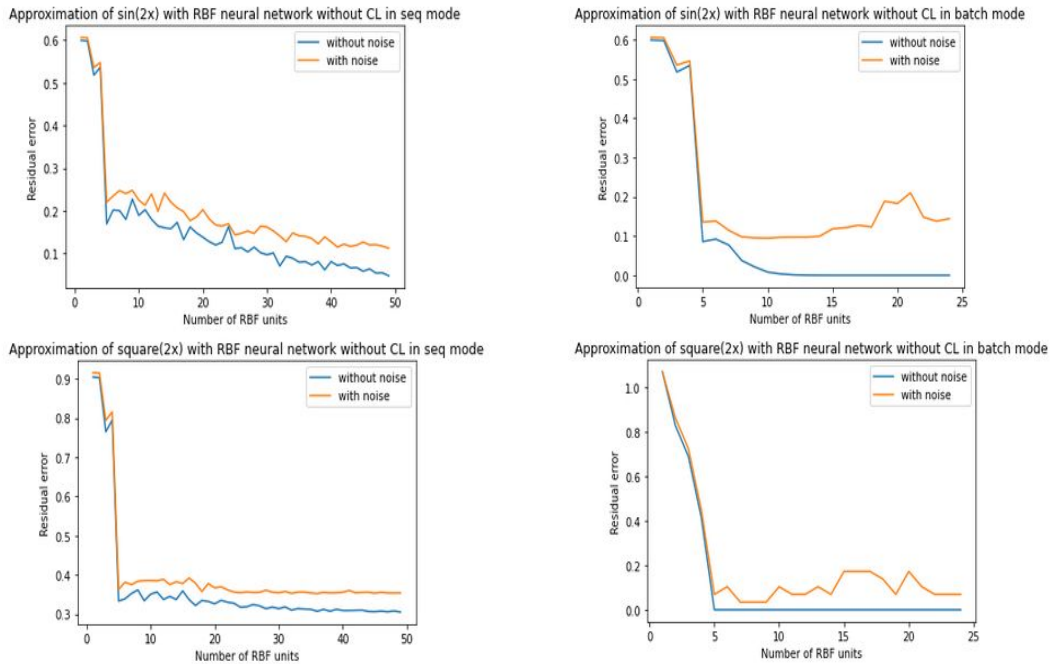 Approximation of sin(2x) with RBF neural network without CL in seq mode
without noise
with noise
0.6
0.5
0.4
0.3
0.2
0.1
Residual error
0 10 20 30 40 50
Number of RBF units
Approximation of sin(2x) with RBF neural network without CL in batch mode
without noise
with noise
0.6
0.5
0.4
0.3
0.2
0.1
0.0
Residual error
0 5 10 15 20 25
Number of RBF units
Approximation of square(2x) with RBF neural network without CL in seq mode
without noise
with noise
0.9
0.8
0.7
0.6
0.5
0.4
0.3
Residual error
0 10 20 30 40 50
Number of RBF units
Approximation of square(2x) with RBF neural network without CL in batch mode
without noise
with noise
1.0
0.8
0.6
0.4
0.2
0.0
Residual error
0 5 10 15 20 25
Number of RBF units